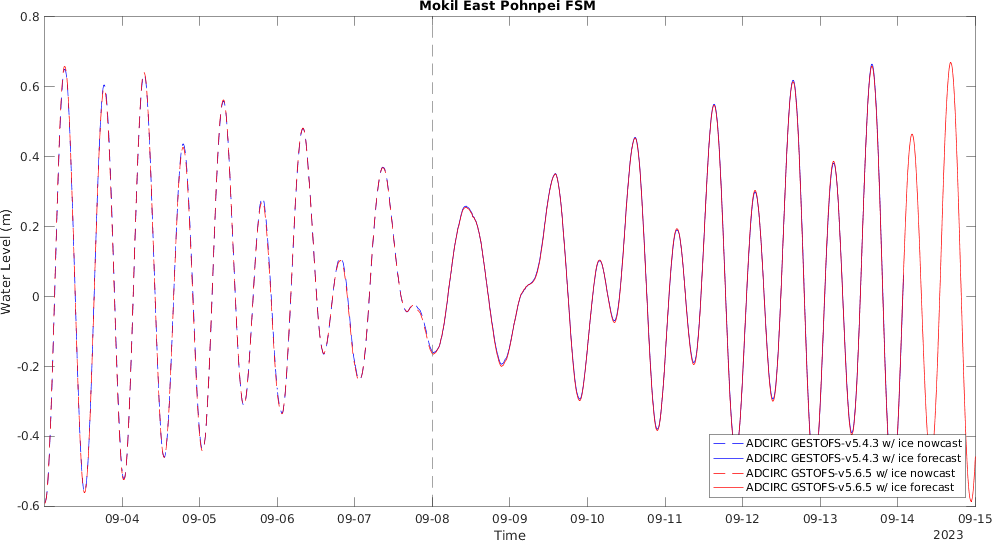 Mokil East Pohnpei FSM
0.8
0.6
0.4
0.2
0
-0.2
-0.4
-0.6
Water Level (m)
ADCIRC GESTOFS-v5.4.3 w/ ice nowcast
ADCIRC GESTOFS-v5.4.3 w/ ice forecast
ADCIRC GSTOFS-v5.6.5 w/ ice nowcast
ADCIRC GSTOFS-v5.6.5 w/ ice forecast
09-04 09-05 09-06 09-07 09-08 09-09 09-10 09-11 09-12 09-13 09-14 09-15
Time
2023